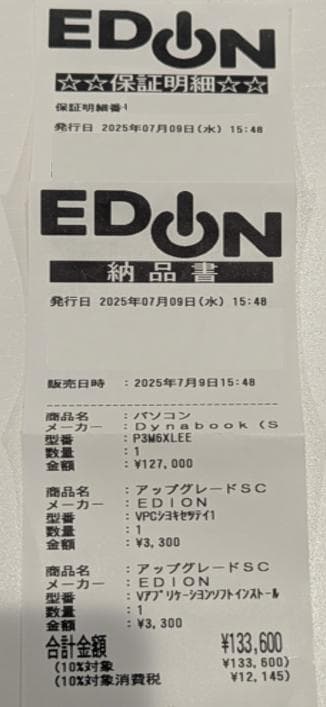 EDION
☆☆保証明細☆☆
保証明細番
発行日 2025年07月09日(水) 15:48
EDION
納品書
発行日 2025年07月09日(水) 15:48
販売日時 : 2025年7月9日15:48
商品名 : パソコン
メーカー : Dynabook (S
型番 : P3M6XLEE
数量 : 1
金額 : ¥127,000
商品名 : アップグレードSC
メーカー : EDION
型番 : VPCショキセッテイ1
数量 : 1
金額 : ¥3,300
商品名 : アップグレードSC
メーカー : EDION
型番 : Vアプリケーションソフトインストール
数量 : 1
金額 : ¥3,300
合計金額 ¥133,600
(10%対象 ¥133,600)
(10%対象消費税 ¥12,145)